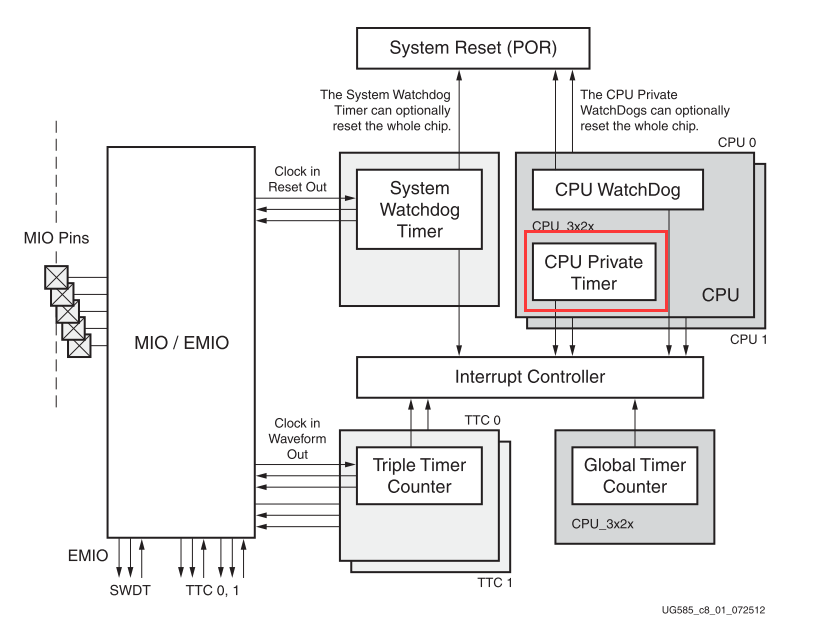 System Reset (POR)
The System Watchdog
Timer can optionally
reset the whole chip.
The CPU Private
WatchDogs can optionally
reset the whole chip.
CPU 0
Clock in
Reset Out
System
Watchdog
Timer
CPU WatchDog
CPU_3x2x
CPU Private
Timer
CPU
CPU 1
MIO Pins
MIO / EMIO
Interrupt Controller
Clock in
Waveform
Out
TTC 0
Triple Timer
Counter
Global Timer
Counter
CPU_3x2x
EMIO
SWDT
TTC 0, 1
TTC 1
UG585_c8_01_072512